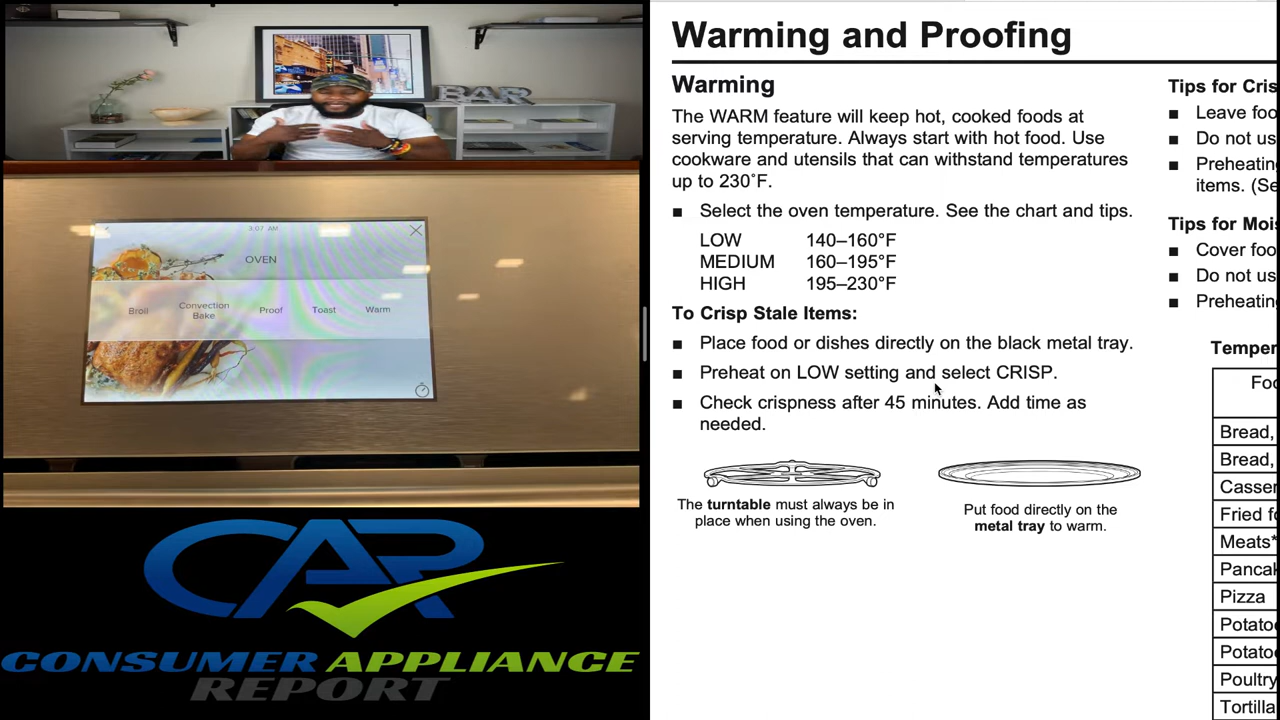 BAR
3:07 AM
OVEN
Broil
Convection
Bake
Proof
Toast
Warm
CAR
CONSUMER APPLIANCE
REPORT
Warming and Proofing
Warming
The WARM feature will keep hot, cooked foods at
serving temperature. Always start with hot food. Use
cookware and utensils that can withstand temperatures
up to 230°F.
■ Select the oven temperature. See the chart and tips.
LOW 140–160°F
MEDIUM 160–195°F
HIGH 195–230°F
To Crisp Stale Items:
■ Place food or dishes directly on the black metal tray.
■ Preheat on LOW setting and select CRISP.
■ Check crispness after 45 minutes. Add time as
needed.
The turntable must always be in
place when using the oven.
Put food directly on the
metal tray to warm.
Tips for Cris
■ Leave foo
■ Do not us
■ Preheating
items. (Se
Tips for Mois
■ Cover foo
■ Do not us
■ Preheatin
Temper
Foo
Bread,
Bread,
Casser
Fried fo
Meats*
Pancak
Pizza
Potatoe
Potatoe
Poultry
Tortilla